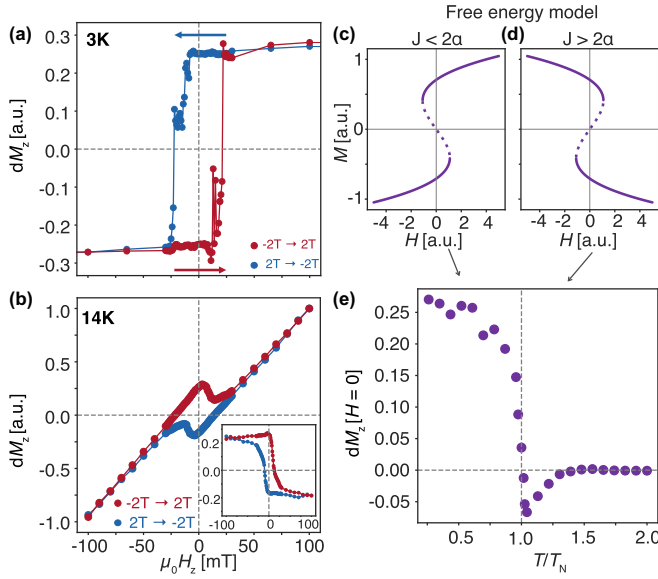 Free energy model
(a)
3K
0.3
0.2
0.1
0.0
-0.1
-0.2
-0.3
dMz [a.u.]
-2T → 2T
2T → -2T
(b)
14K
1.0
0.5
0.0
-0.5
-1.0
dMz [a.u.]
-2T → 2T
2T → -2T
0.2
0.0
-0.2
-100 0 100
-100 -50 0 50 100
μ0Hz [mT]
(c)
J < 2α
1
0
-1
M [a.u.]
-4 -2 0 2 4
H [a.u.]
(d)
J > 2α
-4 -2 0 2 4
H [a.u.]
(e)
0.25
0.20
0.15
0.10
0.05
0.00
-0.05
dMz [H = 0]
0.5 1.0 1.5 2.0
T/TN